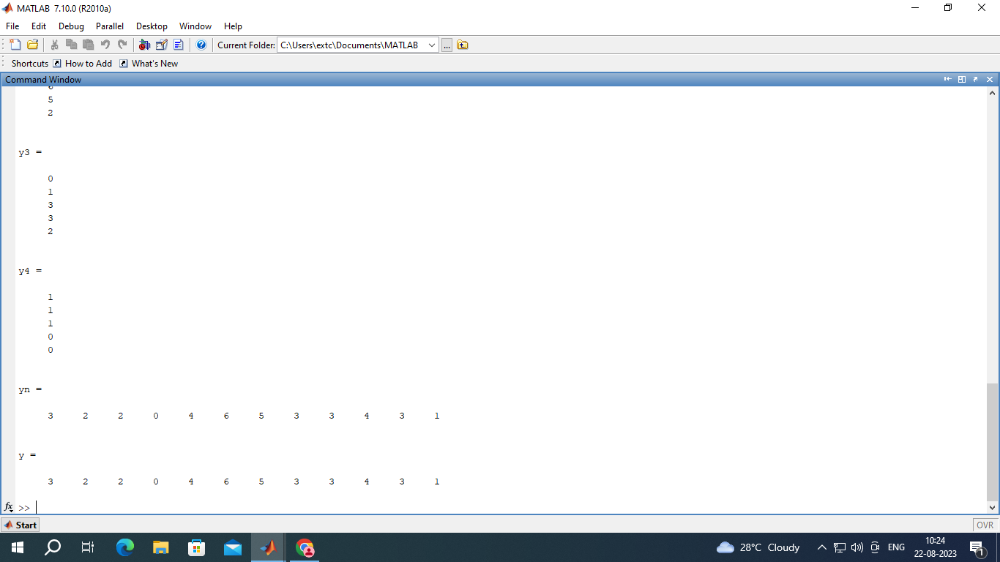 MATLAB 7.10.0 (R2010a)
File Edit Debug Parallel Desktop Window Help
Current Folder: C:\Users\extc\Documents\MATLAB ...
Shortcuts How to Add What's New
Command Window
5
2
y3 =
0
1
3
3
2
y4 =
1
1
1
0
0
yn =
3 2 2 0 4 6 5 3 3 4 3 1
y =
3 2 2 0 4 6 5 3 3 4 3 1
fx >>
Start OVR
28°C Cloudy ENG 10:24
22-08-2023 1